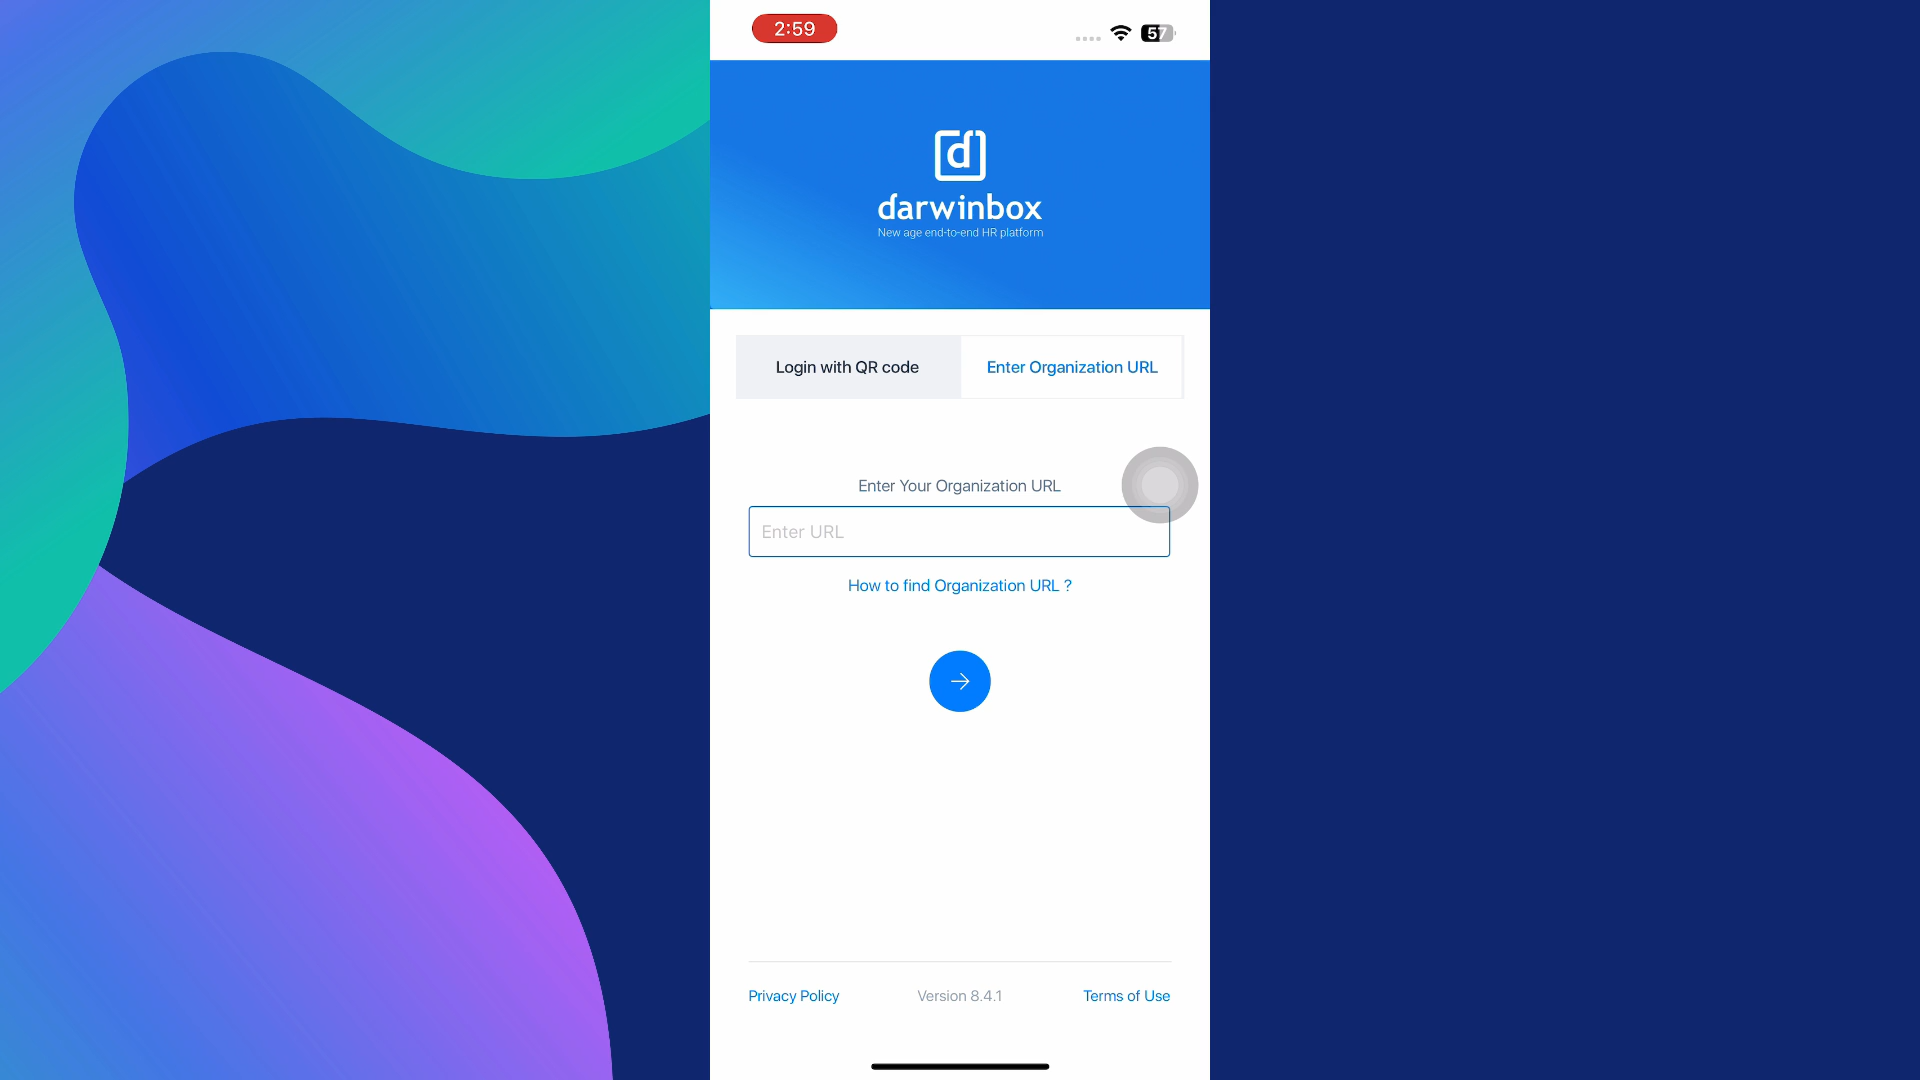 2:59
57
d
darwinbox
New age end-to-end HR platform
Login with QR code
Enter Organization URL
Enter Your Organization URL
Enter URL
How to find Organization URL ?
Privacy Policy
Version 8.4.1
Terms of Use